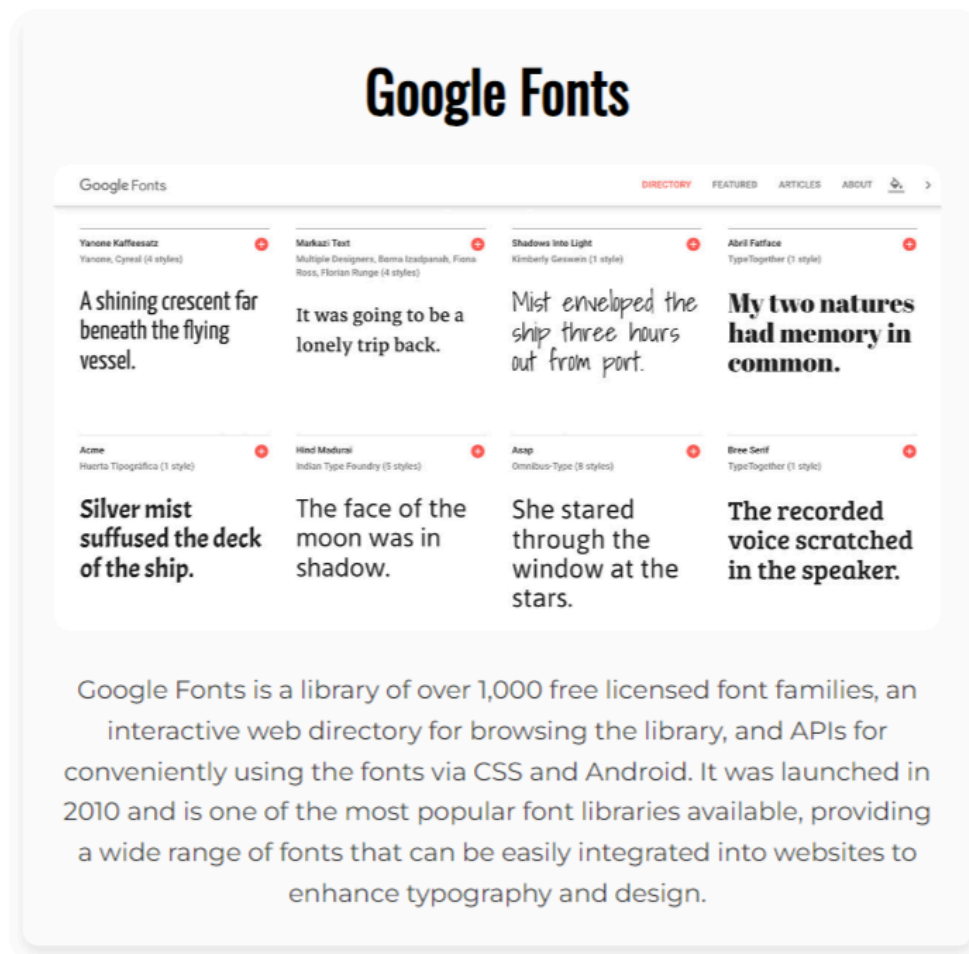 Google Fonts
Google Fonts
DIRECTORY FEATURED ARTICLES ABOUT
Yanone Kaffeesatz
Yanone, Cyreal (4 styles)
A shining crescent far
beneath the flying
vessel.
Markazi Text
Multiple Designers, Borna Izadpanah, Fiona
Ross, Florian Runge (4 styles)
It was going to be a
lonely trip back.
Shadows Into Light
Kimberly Geswein (1 style)
Mist enveloped the
ship three hours
out from port.
Abril Fatface
TypeTogether (1 style)
My two natures
had memory in
common.
Acme
Huerta Tipográfica (1 style)
Silver mist
suffused the deck
of the ship.
Hind Madurai
Indian Type Foundry (5 styles)
The face of the
moon was in
shadow.
Asap
Omnibus-Type (8 styles)
She stared
through the
window at the
stars.
Bree Serif
TypeTogether (1 style)
The recorded
voice scratched
in the speaker.
Google Fonts is a library of over 1,000 free licensed font families, an
interactive web directory for browsing the library, and APIs for
conveniently using the fonts via CSS and Android. It was launched in
2010 and is one of the most popular font libraries available, providing
a wide range of fonts that can be easily integrated into websites to
enhance typography and design.